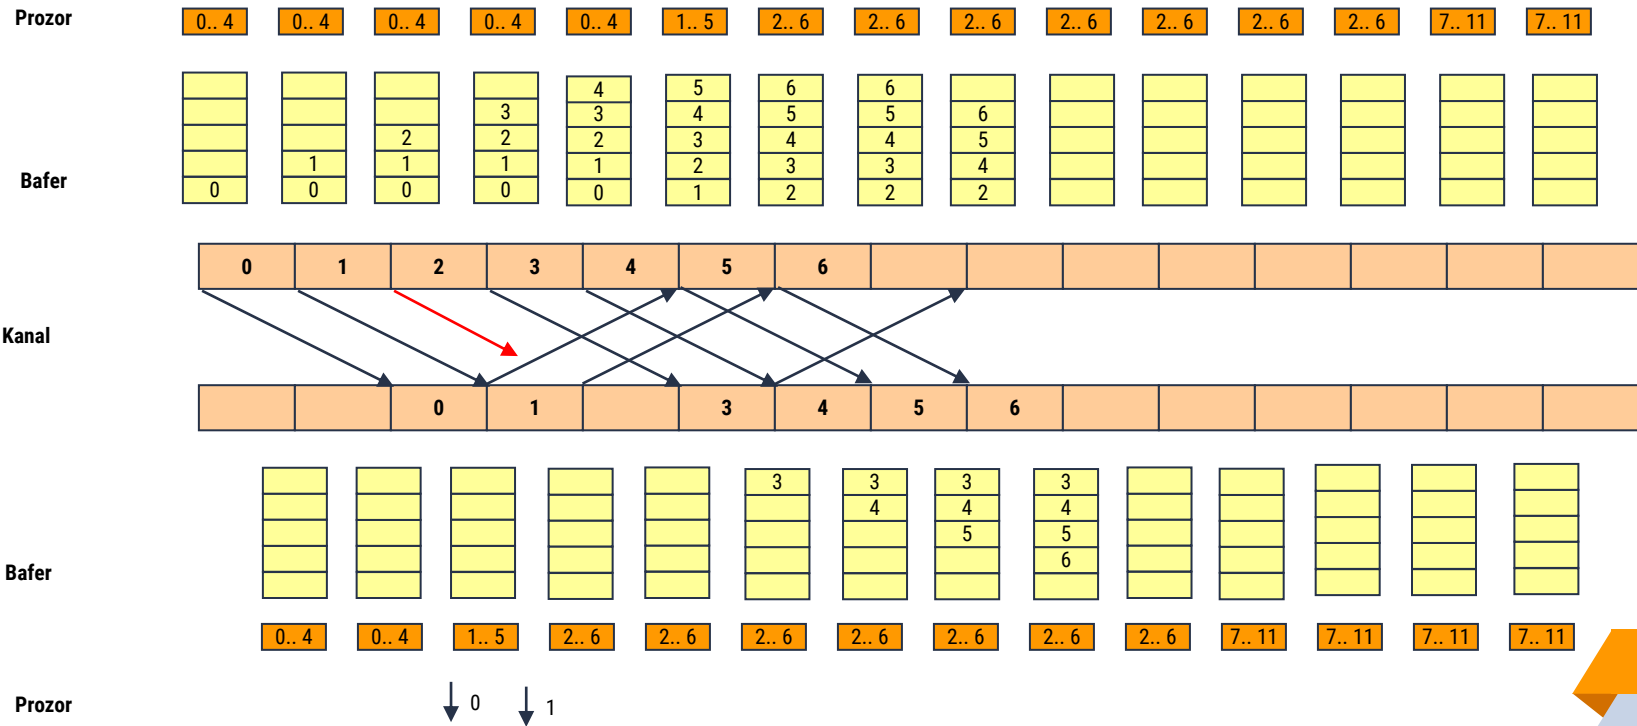 Prozor 0.. 4 0.. 4 0.. 4 0.. 4 0.. 4 1.. 5 2.. 6 2.. 6 2.. 6 2.. 6 2.. 6 2.. 6 2.. 6 7.. 11 7.. 11
4 5 6 6
3 3 4 5 5 6
2 2 2 3 4 4 5
1 1 1 1 2 3 3 4
Bafer 0 0 0 0 0 1 2 2 2
0 1 2 3 4 5 6
Kanal
0 1 3 4 5 6
3 3 3 3
4 4 4
5 5
Bafer 6
0.. 4 0.. 4 1.. 5 2.. 6 2.. 6 2.. 6 2.. 6 2.. 6 2.. 6 2.. 6 7.. 11 7.. 11 7.. 11 7.. 11
Prozor 0 1